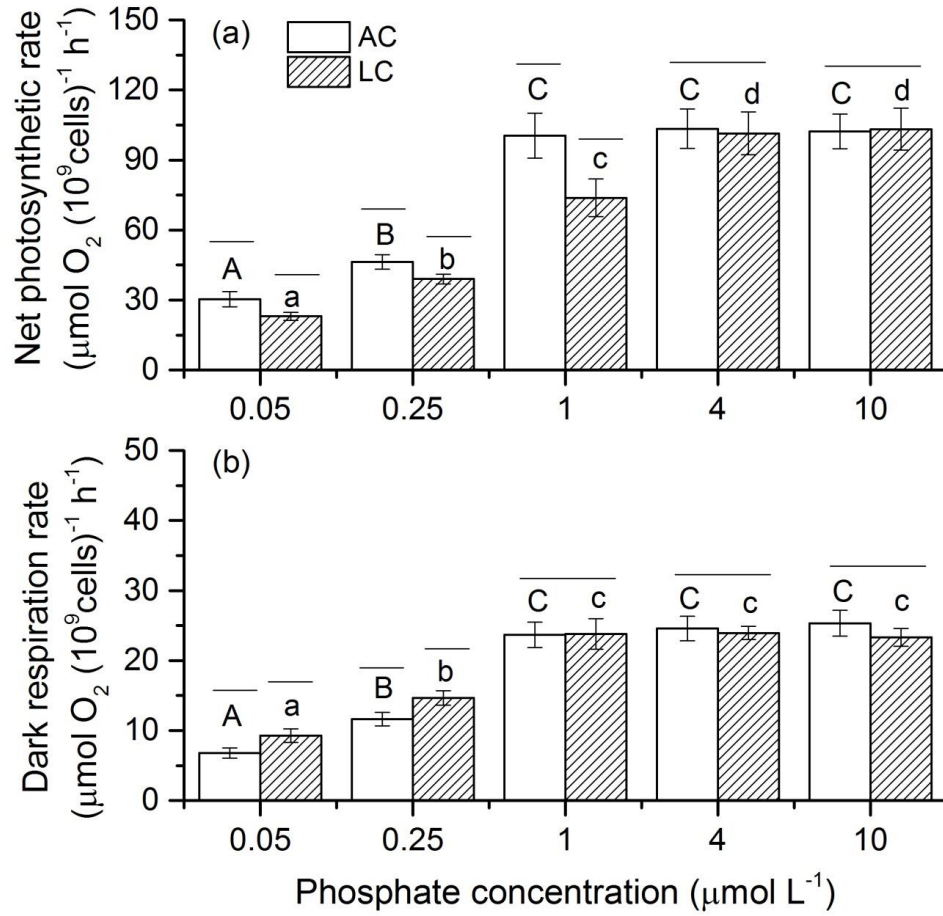 (a)
AC
LC
Net photosynthetic rate
(μmol O₂ (10⁹cells)⁻¹ h⁻¹)
150
120
90
60
30
0
A
a
B
b
C
c
C
d
C
d
0.05
0.25
1
4
10
(b)
Dark respiration rate
(μmol O₂ (10⁹cells)⁻¹ h⁻¹)
50
40
30
20
10
0
A
a
B
b
C
c
C
c
C
c
0.05
0.25
1
4
10
Phosphate concentration (μmol L⁻¹)